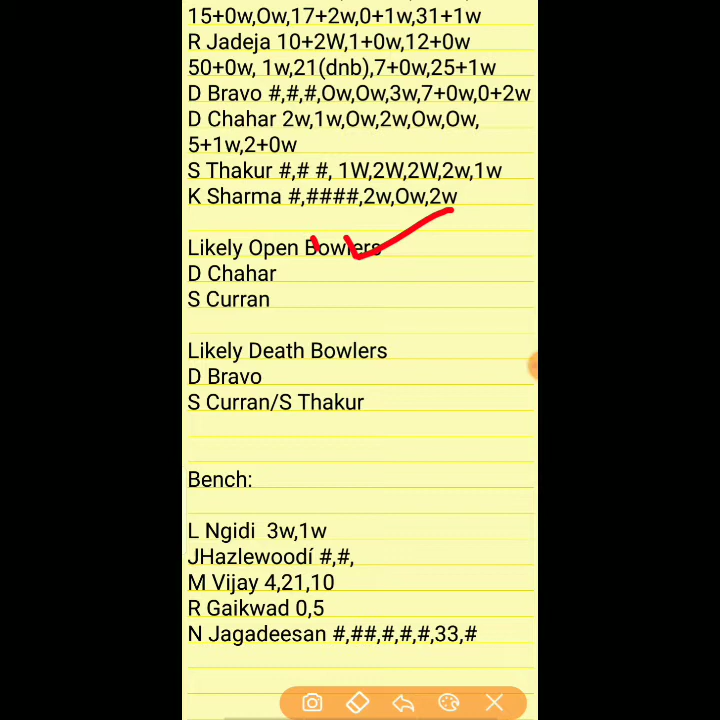 15+0w,Ow,17+2w,0+1w,31+1w
R Jadeja 10+2W,1+0w,12+0w
50+0w, 1w,21(dnb),7+0w,25+1w
D Bravo #,#,#,Ow,Ow,3w,7+0w,0+2w
D Chahar 2w,1w,Ow,2w,Ow,Ow,
5+1w,2+0w
S Thakur #,# #, 1W,2W,2W,2w,1w
K Sharma #,####,2w,Ow,2w
Likely Open Bowlers
D Chahar
S Curran
Likely Death Bowlers
D Bravo
S Curran/S Thakur
Bench:
L Ngidi  3w,1w
JHazlewoodí #,#,
M Vijay 4,21,10
R Gaikwad 0,5
N Jagadeesan #,##,#,#,#,33,#